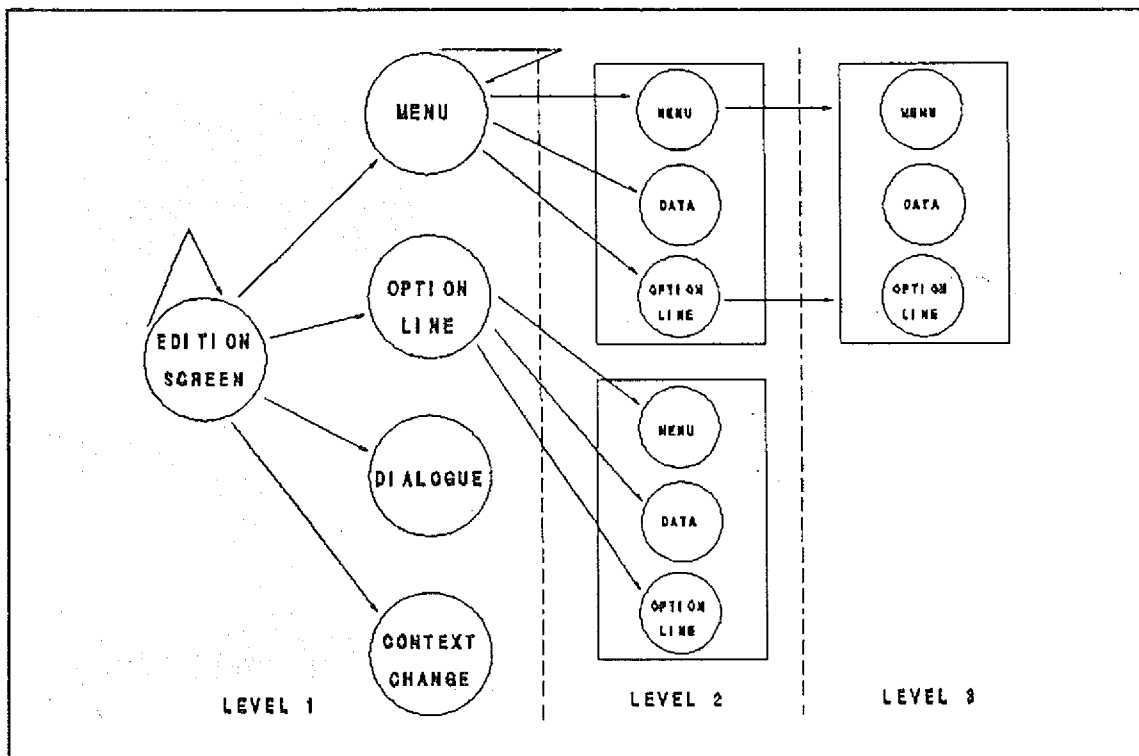 MENU
OPTION
LINE
EDITION
SCREEN
DIALOGUE
CONTEXT
CHANGE
LEVEL 1
MENU
DATA
OPTION
LINE
MENU
DATA
OPTION
LINE
LEVEL 2
MENU
DATA
OPTION
LINE
LEVEL 3